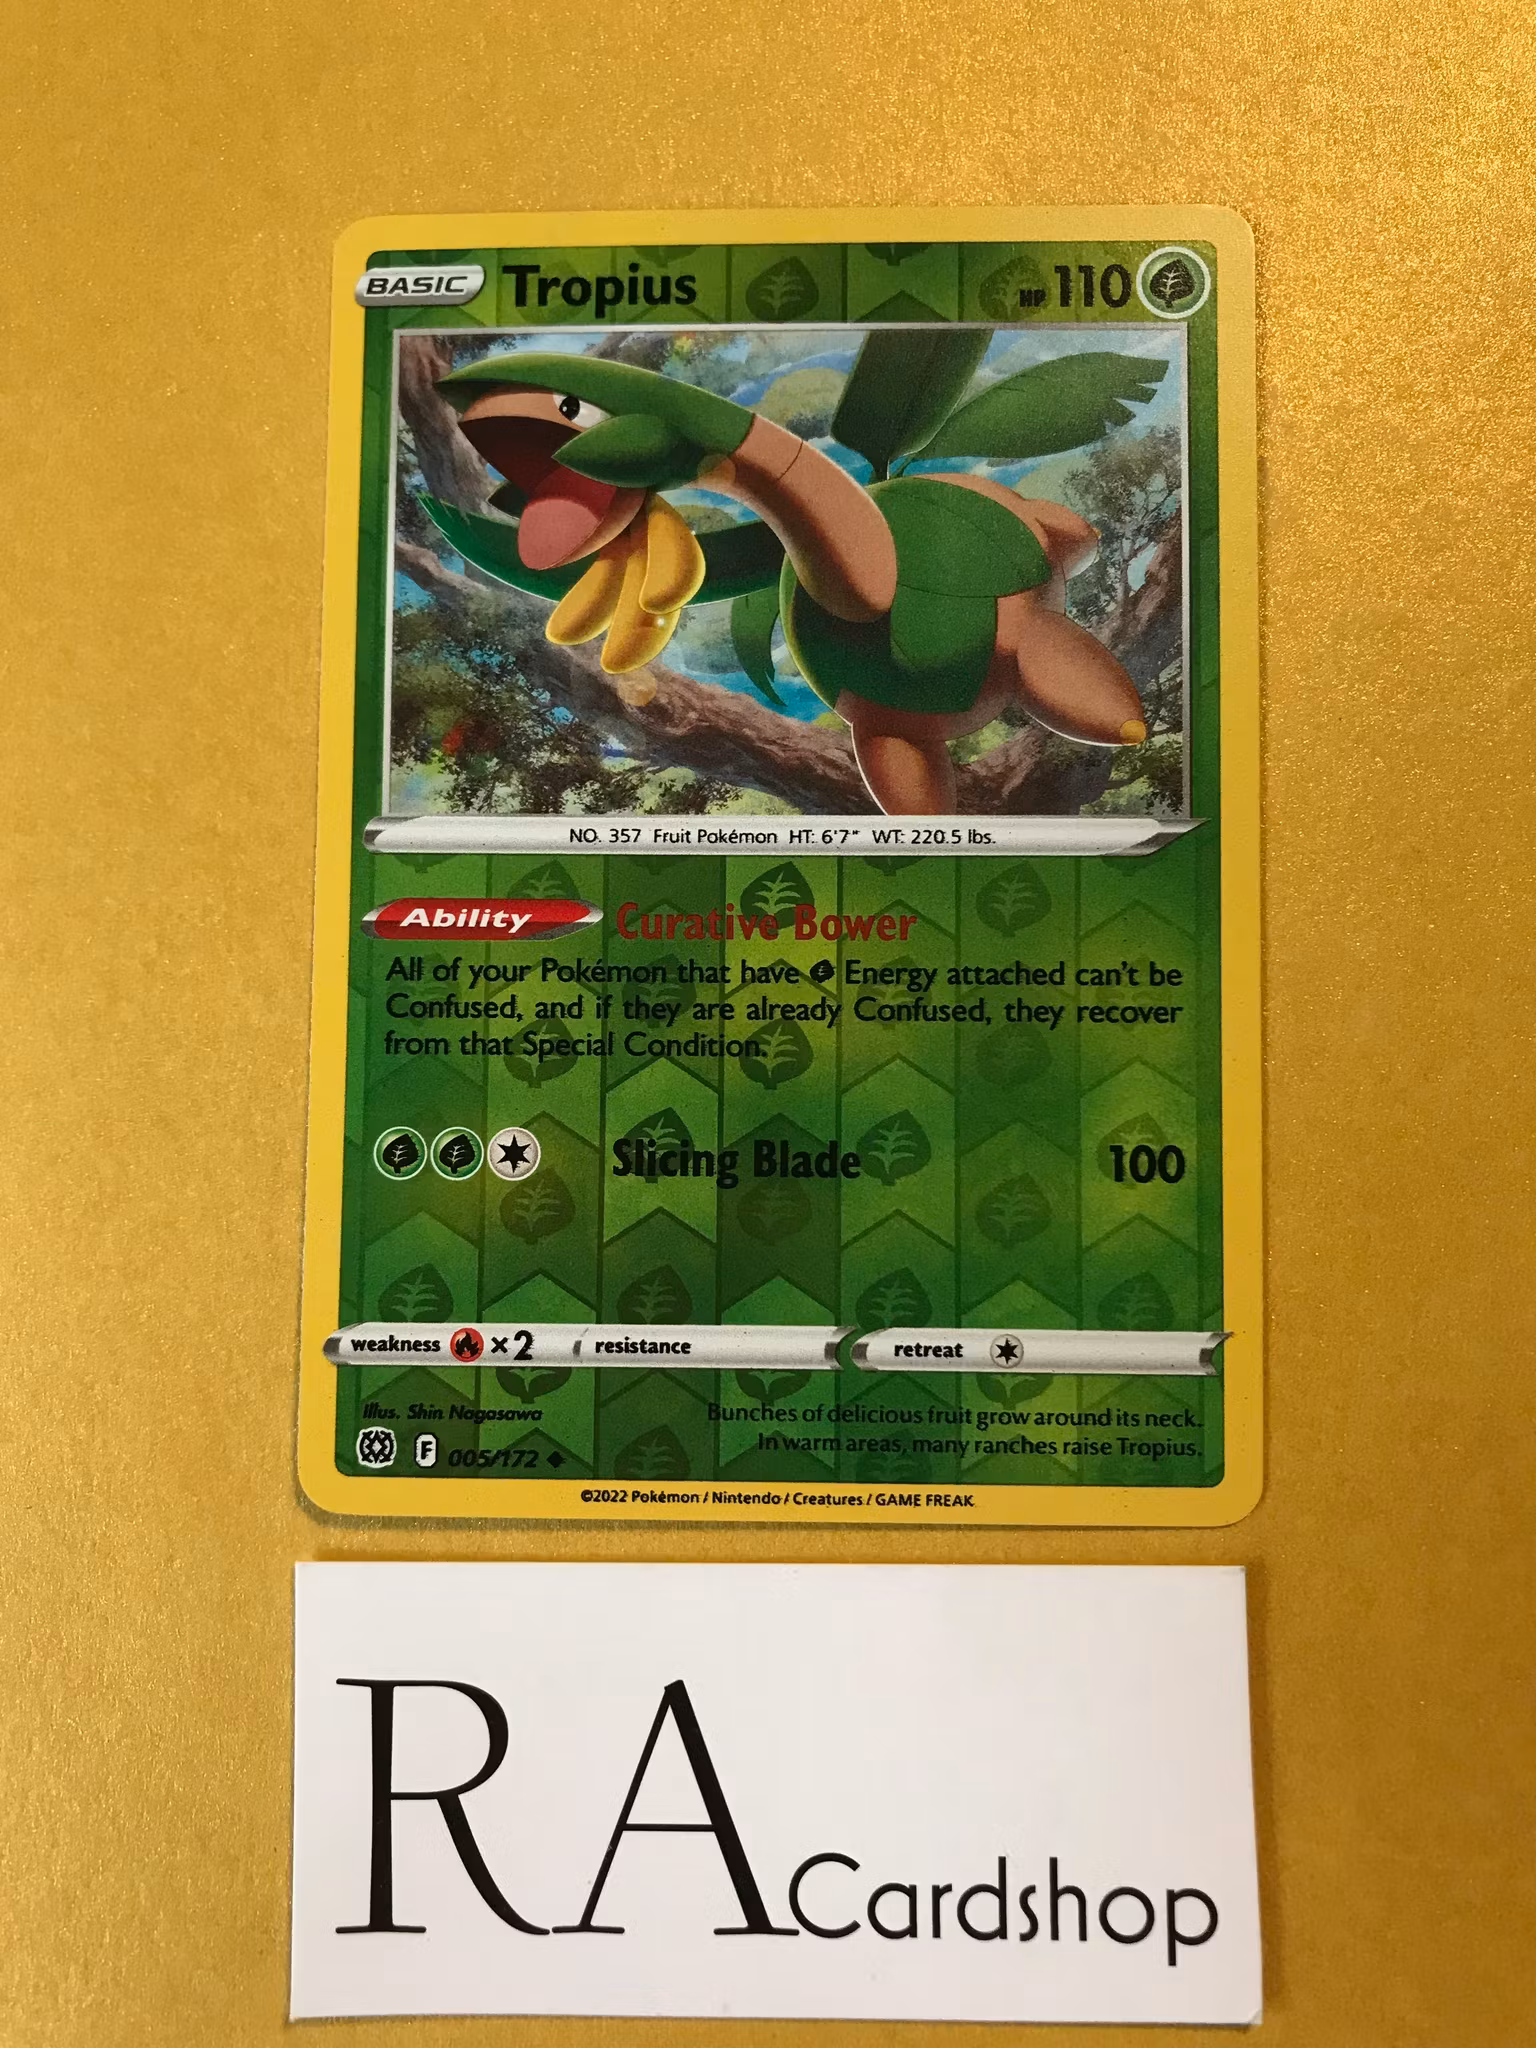 BASIC Tropius HP 110
NO. 357 Fruit Pokémon HT: 6'7" WT: 220.5 lbs.
Ability Curative Bower
All of your Pokémon that have Energy attached can't be
Confused, and if they are already Confused, they recover
from that Special Condition.
Slicing Blade 100
weakness ×2 resistance retreat
Illus. Shin Nagasawa
F 005/172
Bunches of delicious fruit grow around its neck.
In warm areas, many ranches raise Tropius.
©2022 Pokémon / Nintendo / Creatures / GAME FREAK
RA Cardshop